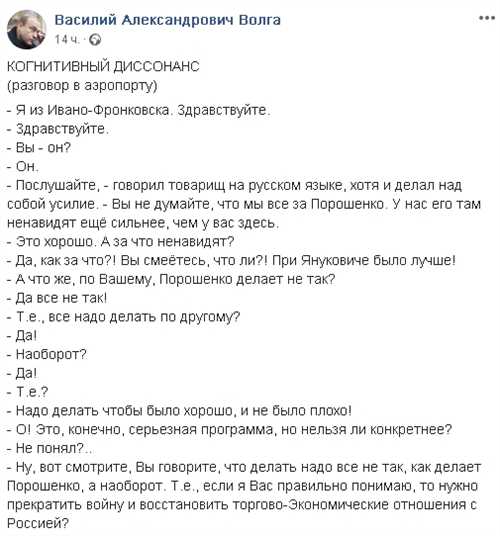 Василий Александрович Волга
14 ч. ·
КОГНИТИВНЫЙ ДИССОНАНС
(разговор в аэропорту)
- Я из Ивано-Фронковска. Здравствуйте.
- Здравствуйте.
- Вы - он?
- Он.
- Послушайте, - говорил товарищ на русском языке, хотя и делал над
собой усилие. - Вы не думайте, что мы все за Порошенко. У нас его там
ненавидят ещё сильнее, чем у вас здесь.
- Это хорошо. А за что ненавидят?
- Да, как за что?! Вы смеётесь, что ли?! При Януковиче было лучше!
- А что же, по Вашему, Порошенко делает не так?
- Да все не так!
- Т.е., все надо делать по другому?
- Да!
- Наоборот?
- Да!
- Т.е.?
- Надо делать чтобы было хорошо, и не было плохо!
- О! Это, конечно, серьезная программа, но нельзя ли конкретнее?
- Не понял?..
- Ну, вот смотрите, Вы говорите, что делать надо все не так, как делает
Порошенко, а наоборот. Т.е., если я Вас правильно понимаю, то нужно
прекратить войну и восстановить торгово-Экономические отношения с
Россией?